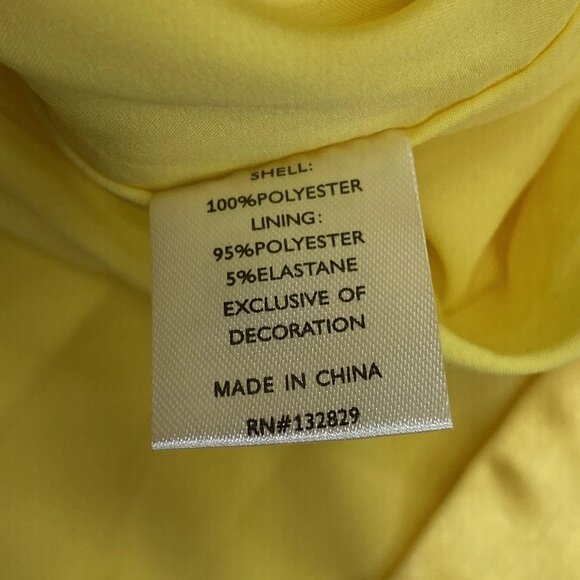 SHELL:
100%POLYESTER
LINING:
95%POLYESTER
5%ELASTANE
EXCLUSIVE OF
DECORATION
MADE IN CHINA
RN#132829